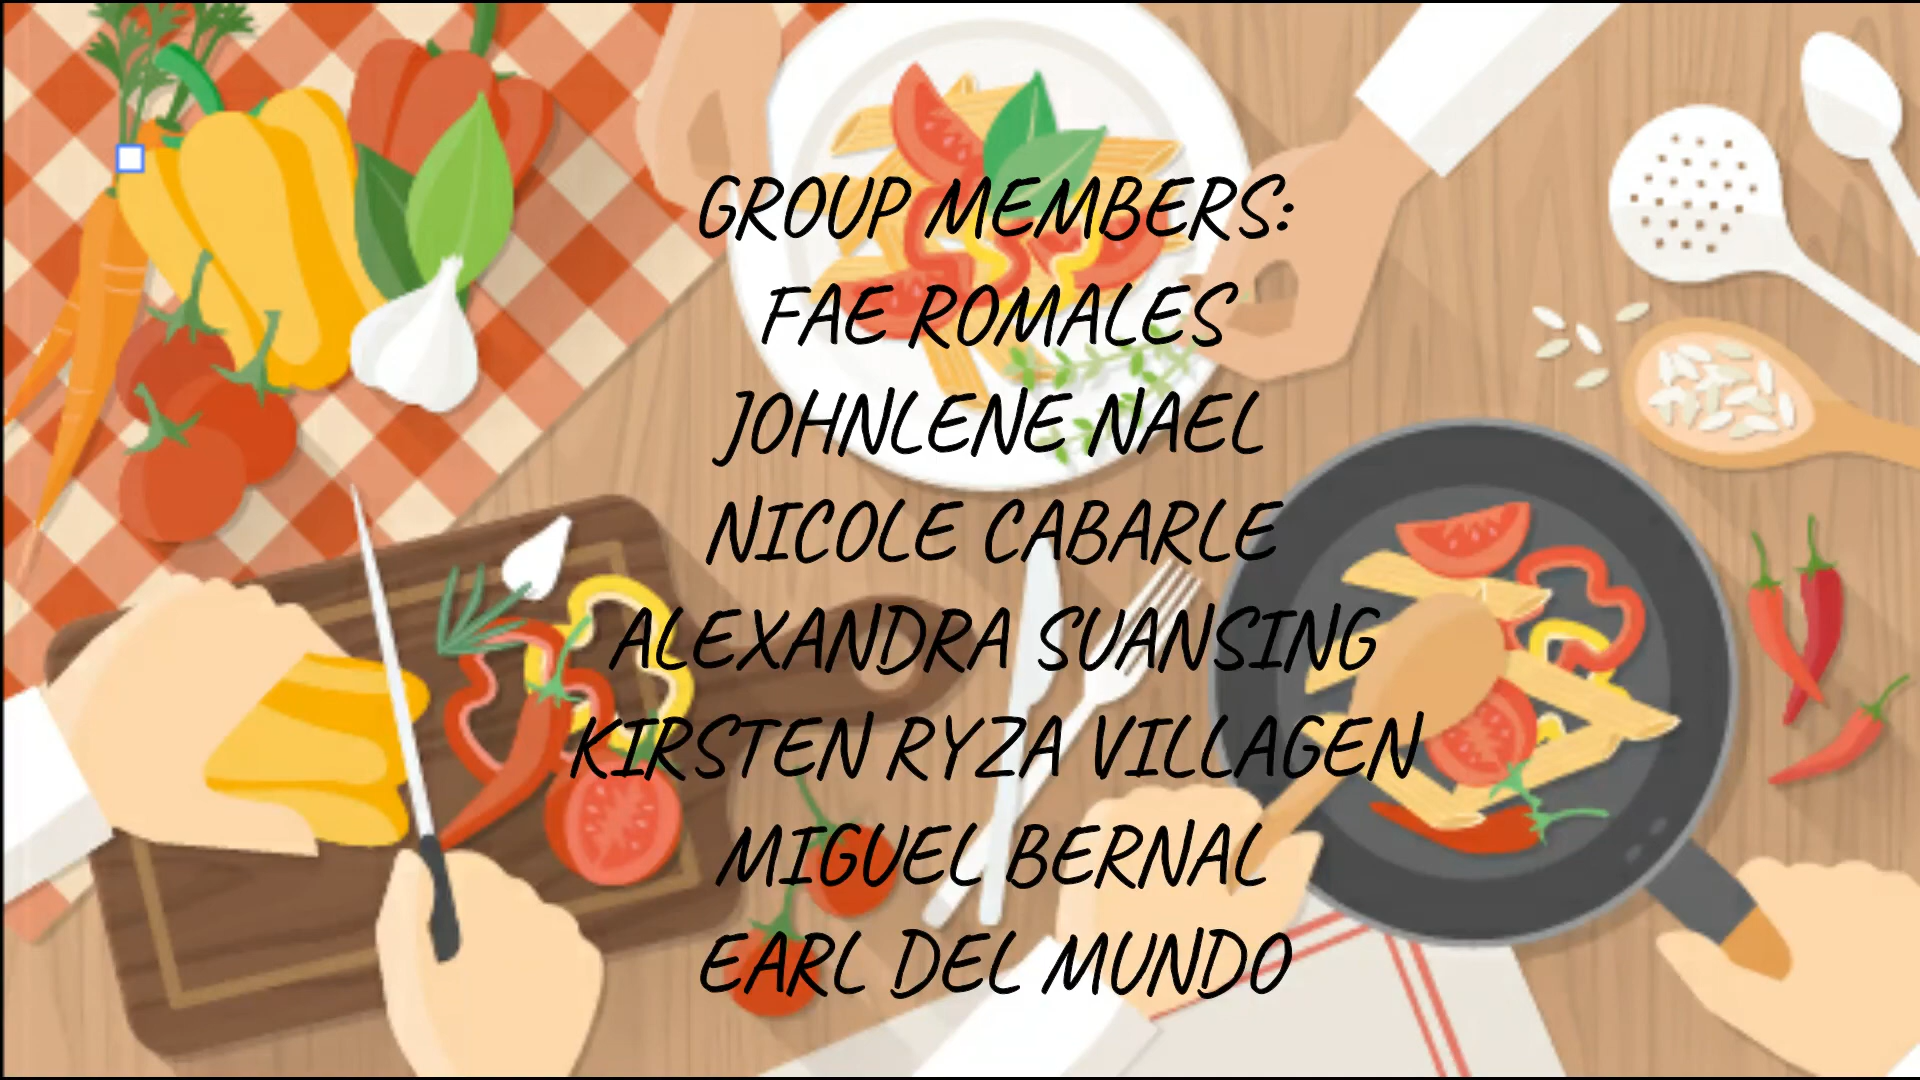 GROUP MEMBERS:
FAE ROMALES
JOHNLENE NAEL
NICOLE CABARLE
ALEXANDRA SUANSING
KIRSTEN RYZA VILLAGEN
MIGUEL BERNAL
EARL DEL MUNDO